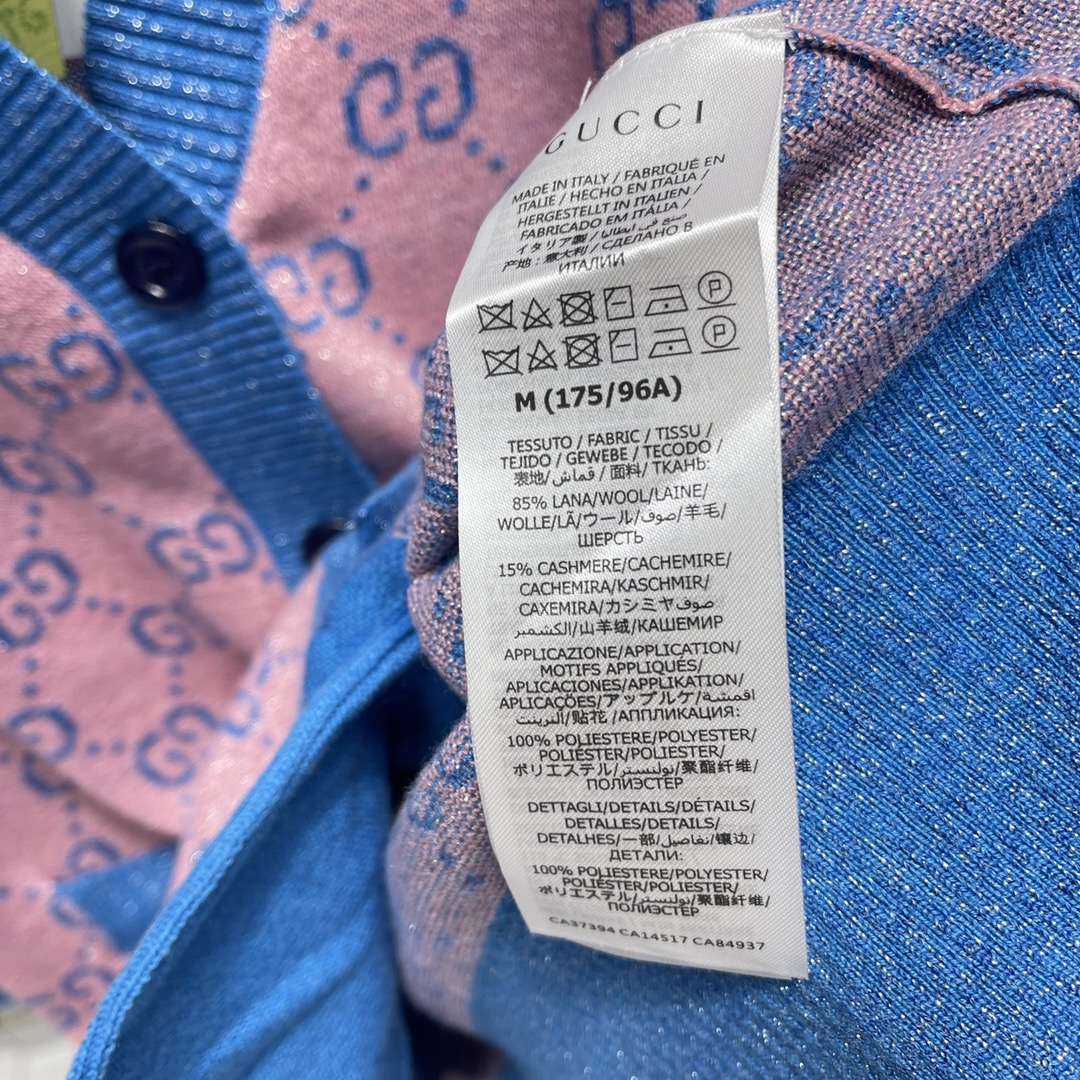 GUCCI
MADE IN ITALY / FABRIQUÉ EN
ITALIE / HECHO EN ITALIA /
HERGESTELLT IN ITALIEN /
FABRICADO EM ITÁLIA /
イタリア製 / صنع في ايطاليا /
产地：意大利 / СДЕЛАНО В
ИТАЛИИ
P
P
M (175/96A)
TESSUTO / FABRIC / TISSU /
TEJIDO / GEWEBE / TECODO /
表地/قماش / 面料/ ТКАНЬ:
85% LANA/WOOL/LAINE/
WOLLE/LÃ/ウール/صوف/羊毛/
ШЕРСТЬ
15% CASHMERE/CACHEMIRE/
CACHEMIRA/KASCHMIR/
CAXEMIRA/カシミヤصوف
الكشمير/山羊绒/КАШЕМИР
APPLICAZIONE/APPLICATION/
MOTIFS APPLIQUÉS/
APLICACIONES/APPLIKATION/
APLICAÇÕES/アップルケ/اقمشة
/贴花 /АППЛИКАЦИЯ:
100% POLIESTERE/POLYESTER/
POLIÉSTER/POLIESTER/
ポリエステル/بوليستر/聚酯纤维/
ПОЛИЭСТЕР
DETTAGLI/DETAILS/DÉTAILS/
DETALLES/DETAILS/
DETALHES/一部/تفاصيل/镶边/
ДЕТАЛИ:
100% POLIESTERE/POLYESTER/
POLIÉSTER/POLIESTER/
ポリエステル/بوليستر/聚酯纤维/
ПОЛИЭСТЕР
CA37394 CA14517 CA84937